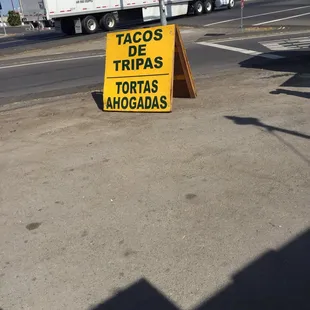 TACOS
DE
TRIPAS
TORTAS
AHOGADAS